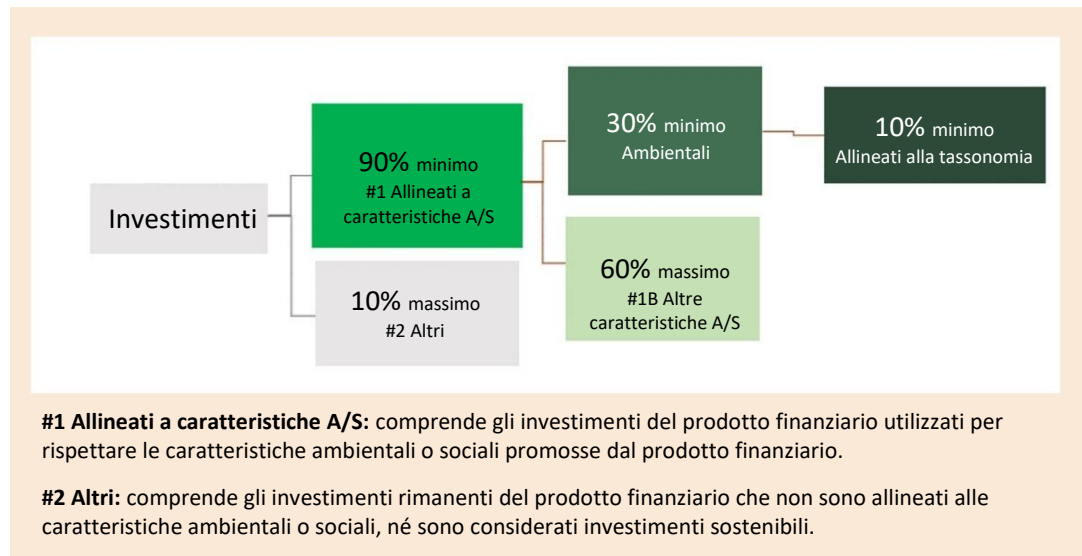 Investimenti
90% minimo
#1 Allineati a
caratteristiche A/S
10% massimo
#2 Altri
30% minimo
Ambientali
60% massimo
#1B Altre
caratteristiche A/S
10% minimo
Allineati alla tassonomia
#1 Allineati a caratteristiche A/S: comprende gli investimenti del prodotto finanziario utilizzati per
rispettare le caratteristiche ambientali o sociali promosse dal prodotto finanziario.
#2 Altri: comprende gli investimenti rimanenti del prodotto finanziario che non sono allineati alle
caratteristiche ambientali o sociali, né sono considerati investimenti sostenibili.